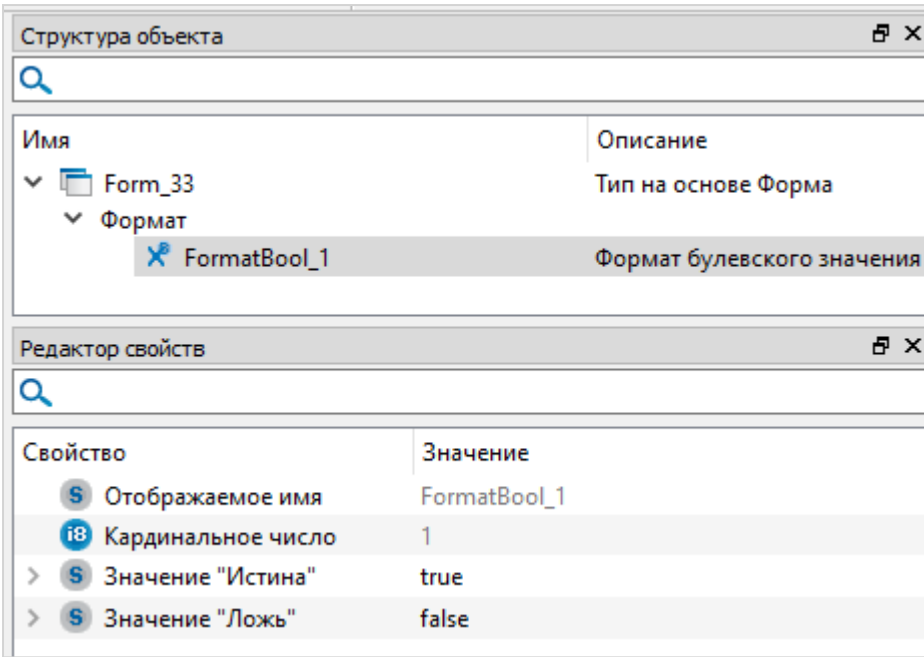 Структура объекта
Имя Описание
Form_33 Тип на основе Форма
Формат
FormatBool_1 Формат булевского значения
Редактор свойств
Свойство Значение
S Отображаемое имя FormatBool_1
i8 Кардинальное число 1
S Значение "Истина" true
S Значение "Ложь" false